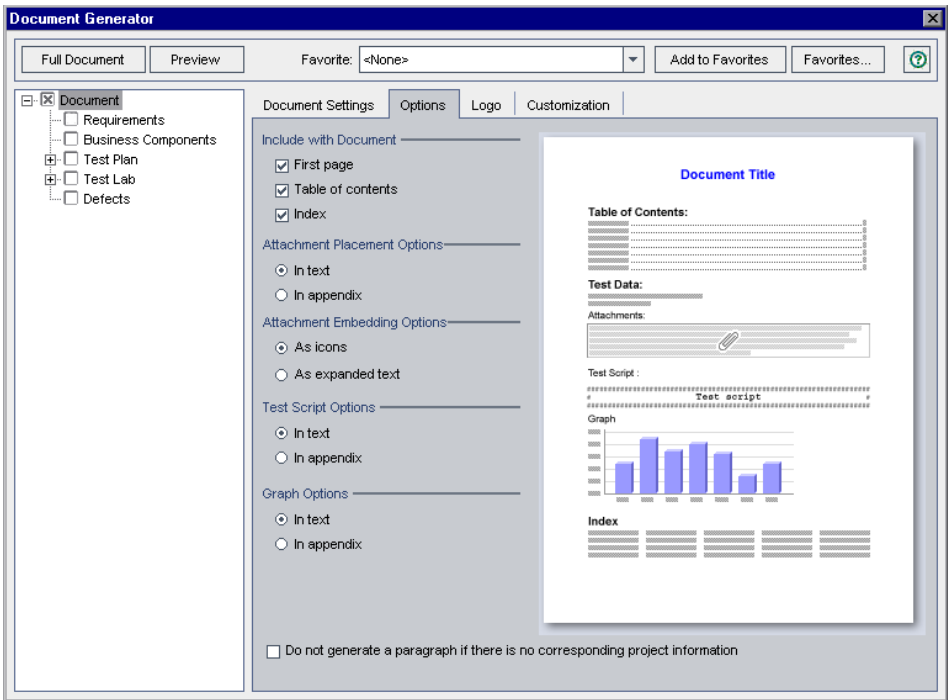 Document Generator
Full Document
Preview
Favorite:
<None>
Add to Favorites
Favorites...
Document
Requirements
Business Components
Test Plan
Test Lab
Defects
Document Settings
Options
Logo
Customization
Include with Document
First page
Table of contents
Index
Attachment Placement Options
In text
In appendix
Attachment Embedding Options
As icons
As expanded text
Test Script Options
In text
In appendix
Graph Options
In text
In appendix
Document Title
Table of Contents:
Test Data:
Attachments:
Test Script :
Test script
Graph
Index
Do not generate a paragraph if there is no corresponding project information